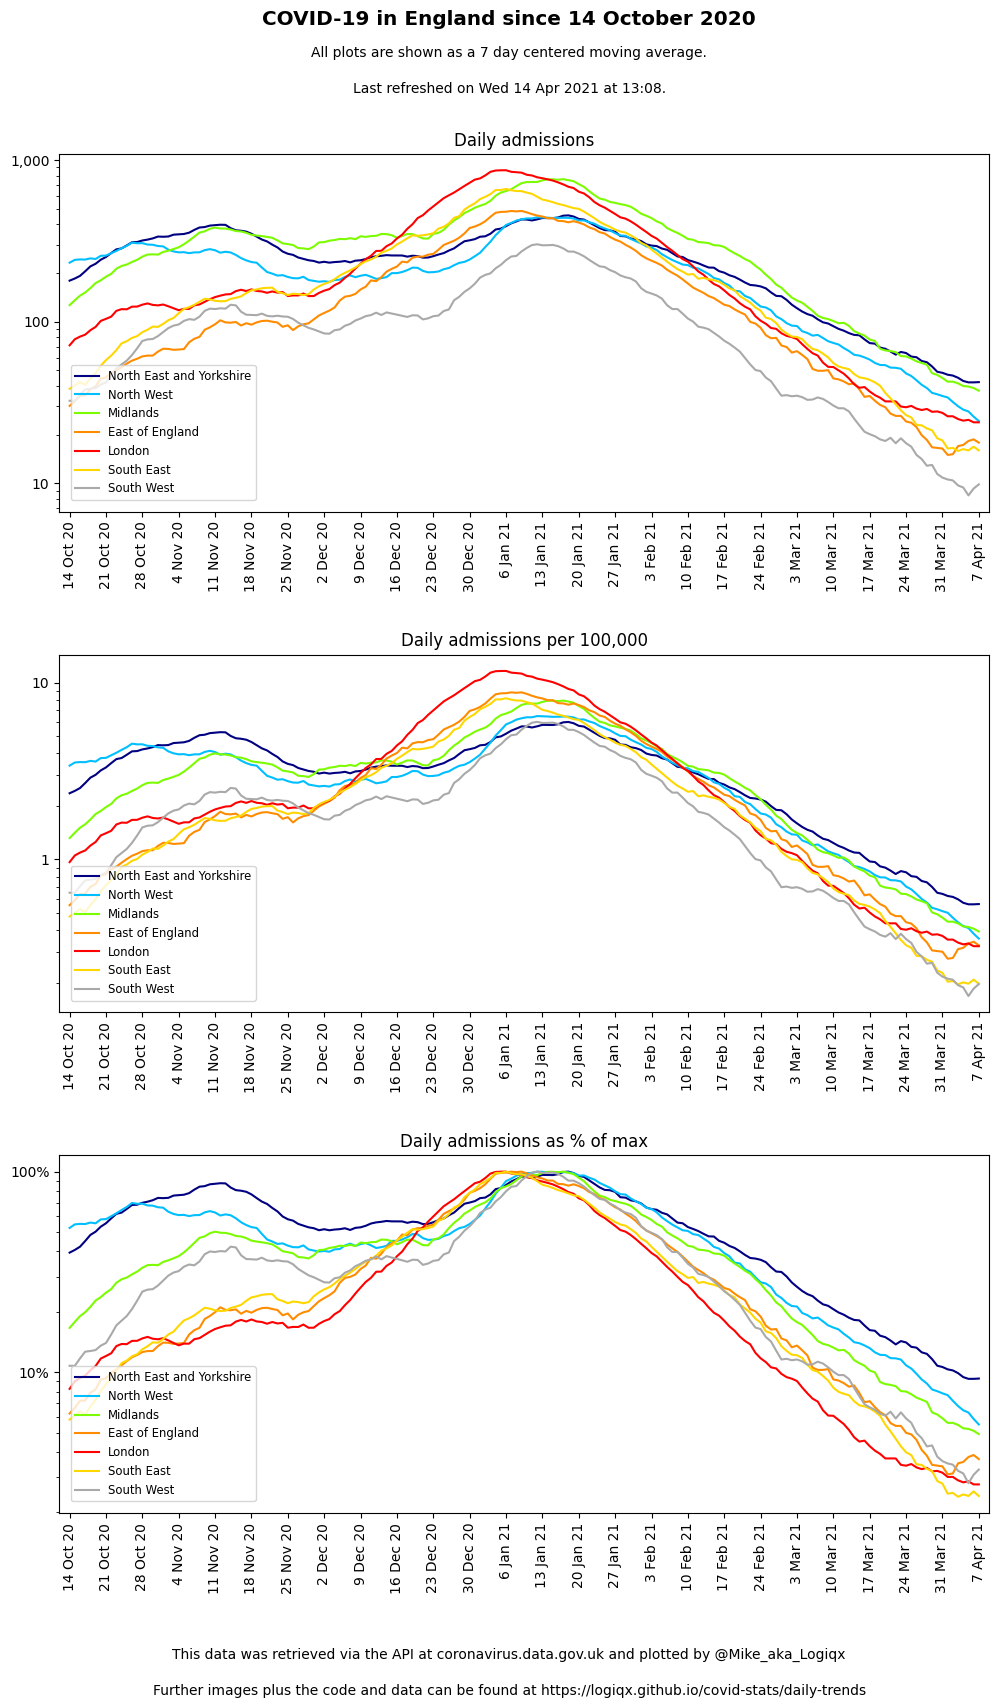 COVID-19 in England since 14 October 2020
All plots are shown as a 7 day centered moving average.
Last refreshed on Wed 14 Apr 2021 at 13:08.
Daily admissions
1,000
100
10
North East and Yorkshire
North West
Midlands
East of England
London
South East
South West
14 Oct 20
21 Oct 20
28 Oct 20
4 Nov 20
11 Nov 20
18 Nov 20
25 Nov 20
2 Dec 20
9 Dec 20
16 Dec 20
23 Dec 20
30 Dec 20
6 Jan 21
13 Jan 21
20 Jan 21
27 Jan 21
3 Feb 21
10 Feb 21
17 Feb 21
24 Feb 21
3 Mar 21
10 Mar 21
17 Mar 21
24 Mar 21
31 Mar 21
7 Apr 21
Daily admissions per 100,000
10
1
North East and Yorkshire
North West
Midlands
East of England
London
South East
South West
14 Oct 20
21 Oct 20
28 Oct 20
4 Nov 20
11 Nov 20
18 Nov 20
25 Nov 20
2 Dec 20
9 Dec 20
16 Dec 20
23 Dec 20
30 Dec 20
6 Jan 21
13 Jan 21
20 Jan 21
27 Jan 21
3 Feb 21
10 Feb 21
17 Feb 21
24 Feb 21
3 Mar 21
10 Mar 21
17 Mar 21
24 Mar 21
31 Mar 21
7 Apr 21
Daily admissions as % of max
100%
10%
North East and Yorkshire
North West
Midlands
East of England
London
South East
South West
14 Oct 20
21 Oct 20
28 Oct 20
4 Nov 20
11 Nov 20
18 Nov 20
25 Nov 20
2 Dec 20
9 Dec 20
16 Dec 20
23 Dec 20
30 Dec 20
6 Jan 21
13 Jan 21
20 Jan 21
27 Jan 21
3 Feb 21
10 Feb 21
17 Feb 21
24 Feb 21
3 Mar 21
10 Mar 21
17 Mar 21
24 Mar 21
31 Mar 21
7 Apr 21
This data was retrieved via the API at coronavirus.data.gov.uk and plotted by @Mike_aka_Logiqx
Further images plus the code and data can be found at https://logiqx.github.io/covid-stats/daily-trends